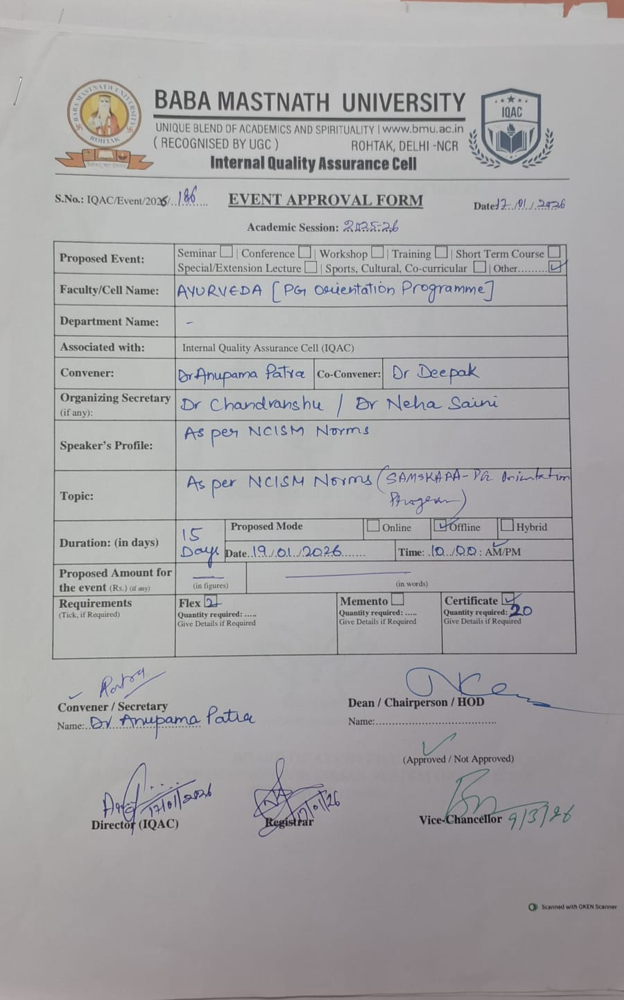 BABA MASTNATH UNIVERSITY
UNIQUE BLEND OF ACADEMICS AND SPIRITUALITY | www.bmu.ac.in
( RECOGNISED BY UGC ) ROHTAK, DELHI -NCR
Internal Quality Assurance Cell
BABA MASTNATH UNIVERSITY
ROHTAK
IQAC
S.No.: IQAC/Event/2025/..186.... EVENT APPROVAL FORM Date:17../01../.2026
Academic Session: 2025-26
Proposed Event: Seminar | Conference | Workshop | Training | Short Term Course
Special/Extension Lecture | Sports, Cultural, Co-curricular | Other.........
Faculty/Cell Name: AYURVEDA [PG Orientation Programme]
Department Name: -
Associated with: Internal Quality Assurance Cell (IQAC)
Convener: Dr Anupama Patra Co-Convener: Dr Deepak
Organizing Secretary (if any): Dr Chandranshu / Dr Neha Saini
Speaker's Profile: As per NCISM Norms
Topic: As per NCISM Norms (SAMSKARA-PG Orientation
Program)
Duration: (in days) 15 Days Proposed Mode Online Offline Hybrid
Date..19./.01../.2026....... Time: .10../00: AM/PM
Proposed Amount for the event (Rs.) (if any) (in figures) (in words)
Requirements Flex 2 Memento Certificate
(Tick, if Required) Quantity required: ..... Quantity required: ..... Quantity required: 20
Give Details if Required Give Details if Required Give Details if Required
Patra
Convener / Secretary Dean / Chairperson / HOD
Name:..Dr. Anupama Patra Name:.......................................
(Approved / Not Approved)
17/01/2026 17/01/26
Director (IQAC) Registrar Vice-Chancellor 9/3/26
Scanned with OKEN Scanner